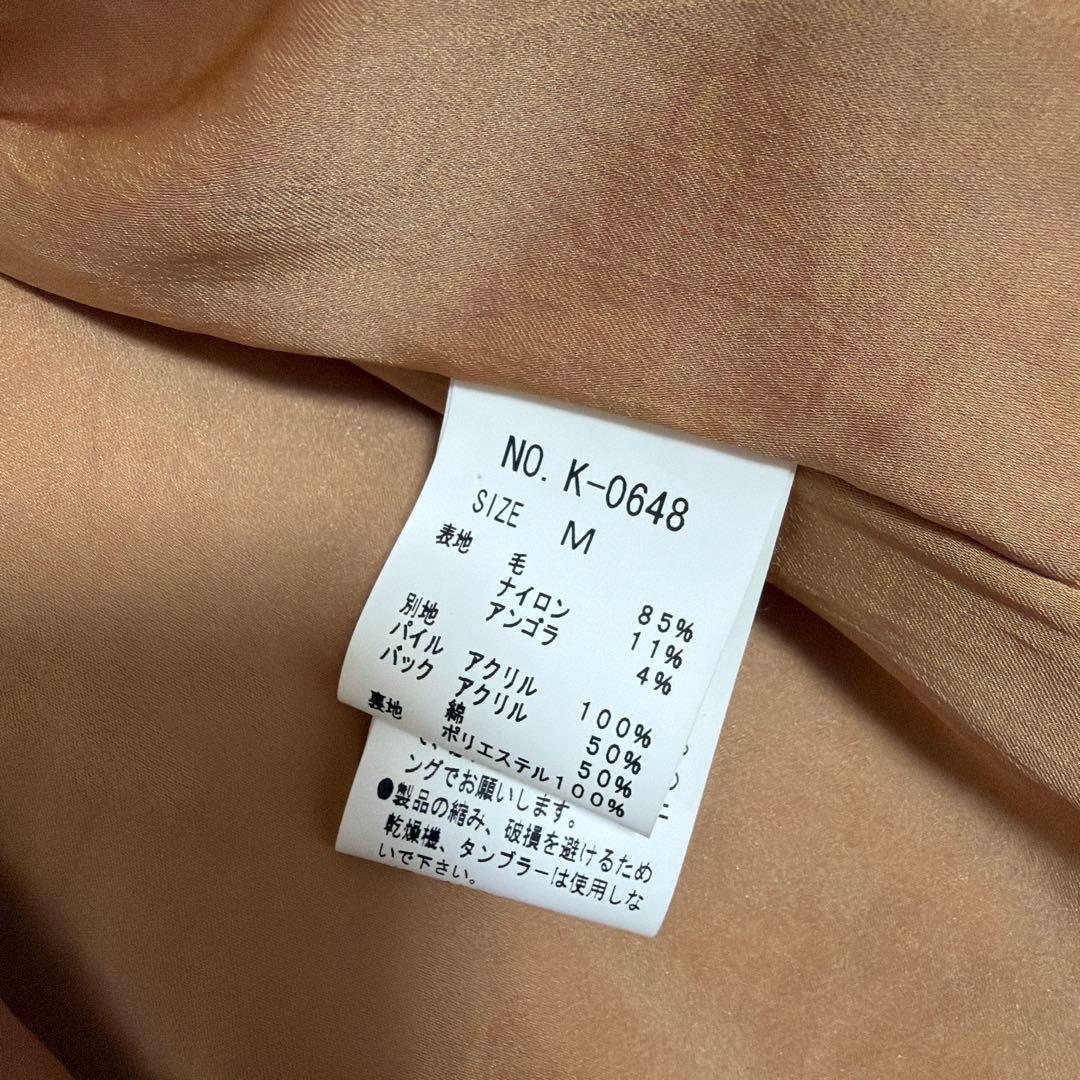 NO. K-0648
SIZE M
表地 毛 85%
ナイロン 11%
アンゴラ 4%
別地
パイル アクリル 100%
バック アクリル 50%
綿 50%
裏地 ポリエステル100%
ングでお願いします。
●製品の縮み、破損を避けるため
乾燥機、タンブラーは使用しな
いで下さい。